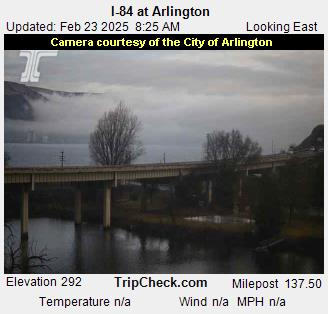 I-84 at Arlington
Updated: Feb 23 2025 8:25 AM Looking East
Camera courtesy of the City of Arlington
Elevation 292 TripCheck.com Milepost 137.50
Temperature n/a Wind n/a MPH n/a